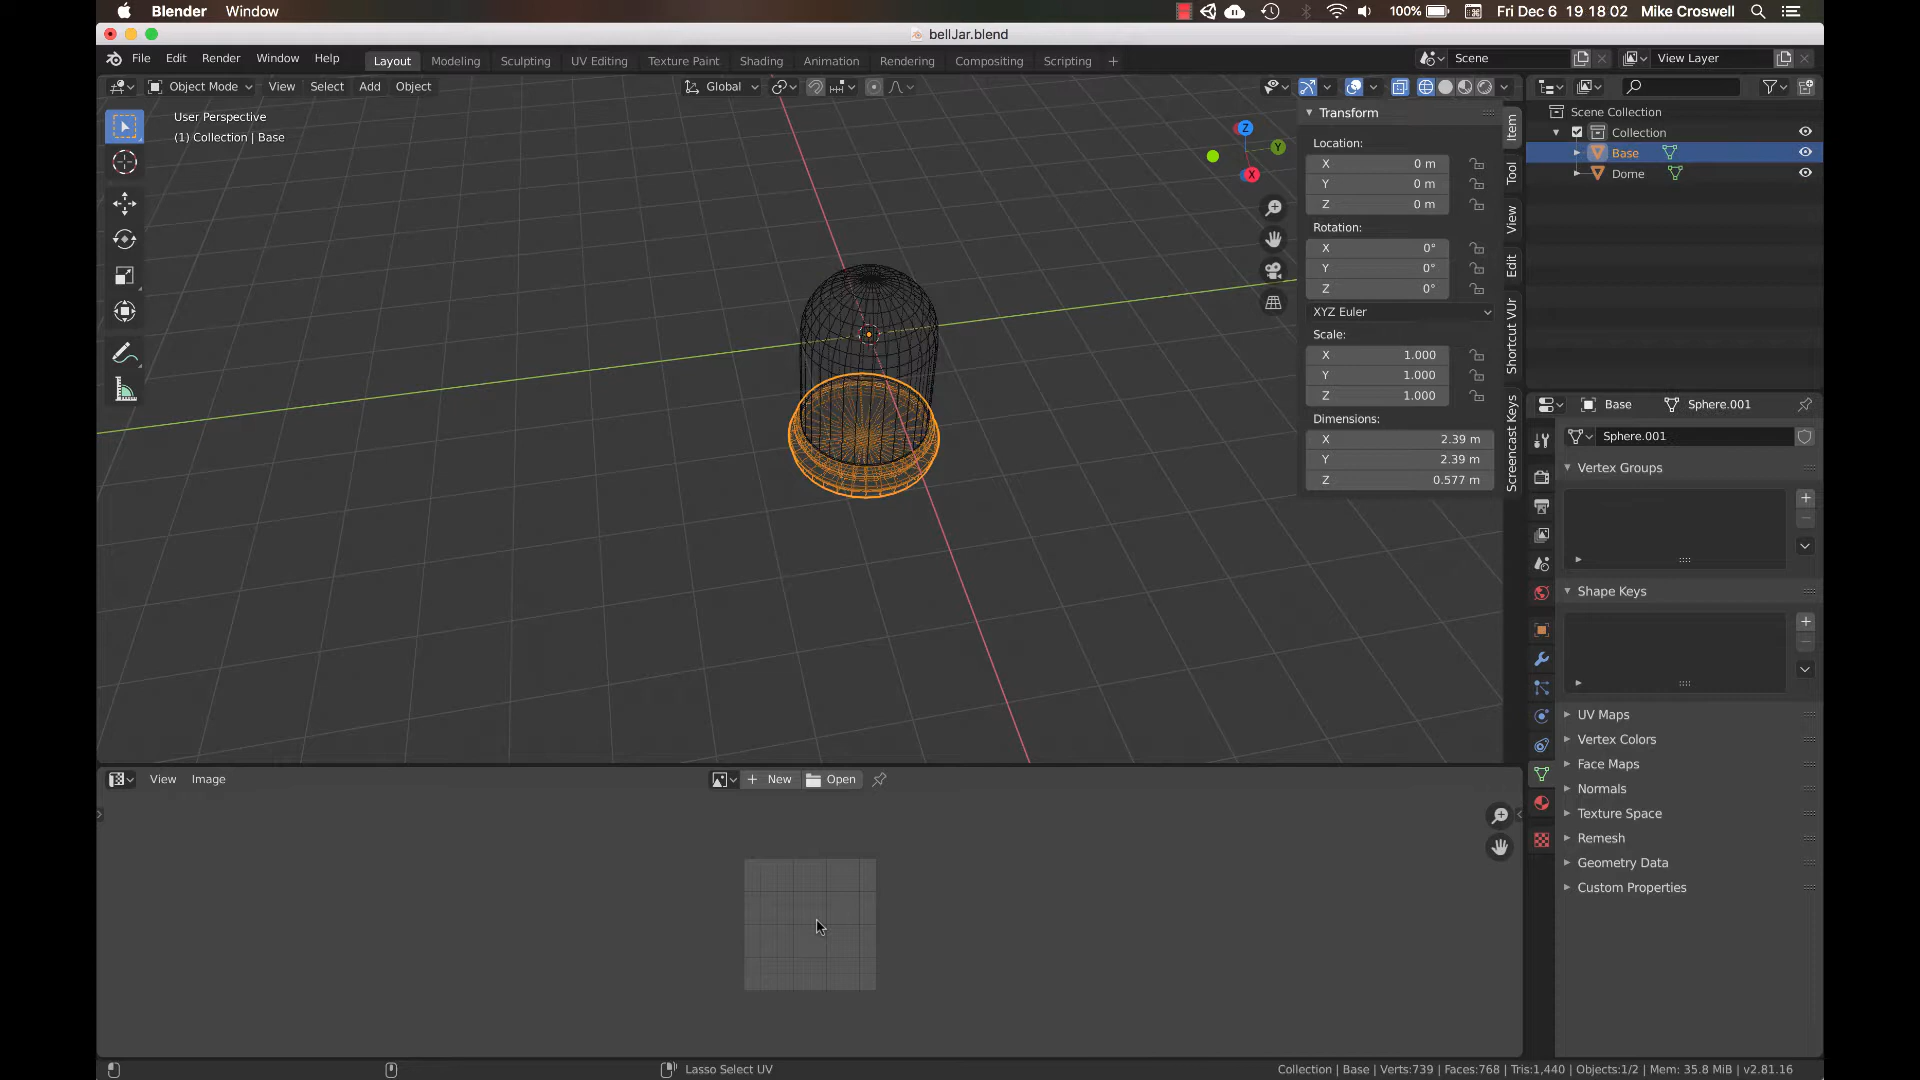 Blender Window 100% Fri Dec 6 19 18 02 Mike Croswell
bellJar.blend
File Edit Render Window Help Layout Modeling Sculpting UV Editing Texture Paint Shading Animation Rendering Compositing Scripting + Scene View Layer
Object Mode View Select Add Object Global
User Perspective
(1) Collection | Base
Z
Y
X
Transform
Location:
X 0 m
Y 0 m
Z 0 m
Rotation:
X 0°
Y 0°
Z 0°
XYZ Euler
Scale:
X 1.000
Y 1.000
Z 1.000
Dimensions:
X 2.39 m
Y 2.39 m
Z 0.577 m
Item
Tool
View
Edit
Shortcut VUr
Screencast Keys
Scene Collection
Collection
Base
Dome
Base Sphere.001
Sphere.001
Vertex Groups
Shape Keys
UV Maps
Vertex Colors
Face Maps
Normals
Texture Space
Remesh
Geometry Data
Custom Properties
View Image + New Open
Lasso Select UV
Collection | Base | Verts:739 | Faces:768 | Tris:1,440 | Objects:1/2 | Mem: 35.8 MiB | v2.81.16